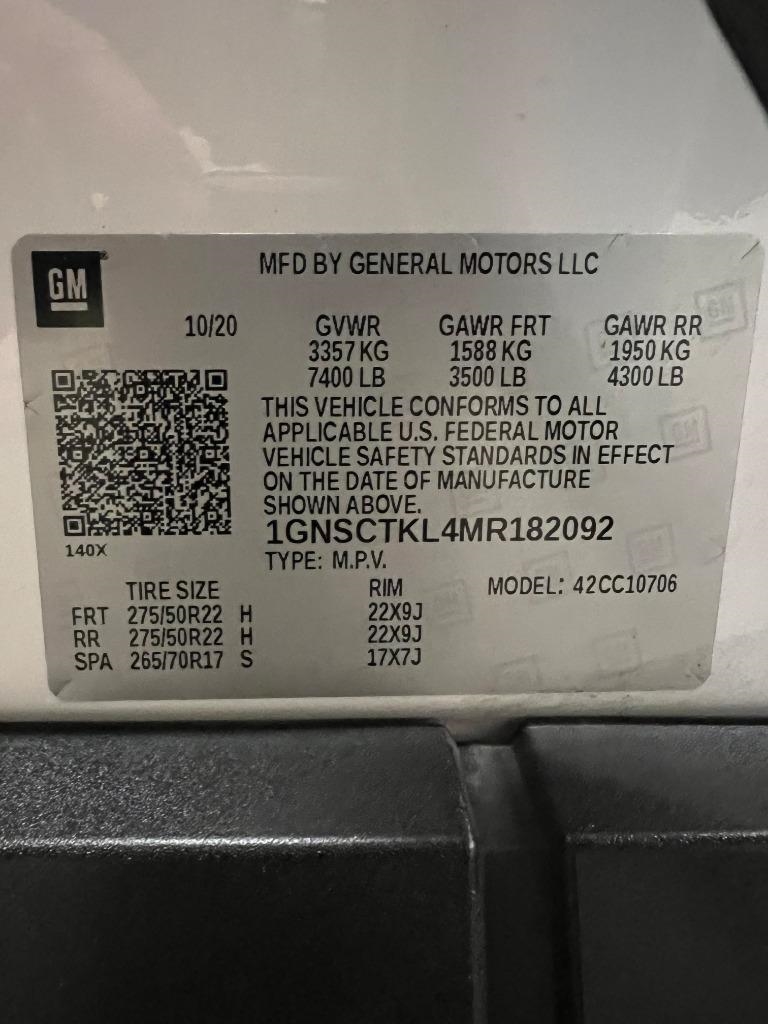 GM
MFD BY GENERAL MOTORS LLC
10/20 GVWR GAWR FRT GAWR RR
3357 KG 1588 KG 1950 KG
7400 LB 3500 LB 4300 LB
THIS VEHICLE CONFORMS TO ALL
APPLICABLE U.S. FEDERAL MOTOR
VEHICLE SAFETY STANDARDS IN EFFECT
ON THE DATE OF MANUFACTURE
SHOWN ABOVE.
1GNSCTKL4MR182092
140X
TYPE: M.P.V.
TIRE SIZE RIM MODEL: 42CC10706
FRT 275/50R22 H 22X9J
RR 275/50R22 H 22X9J
SPA 265/70R17 S 17X7J